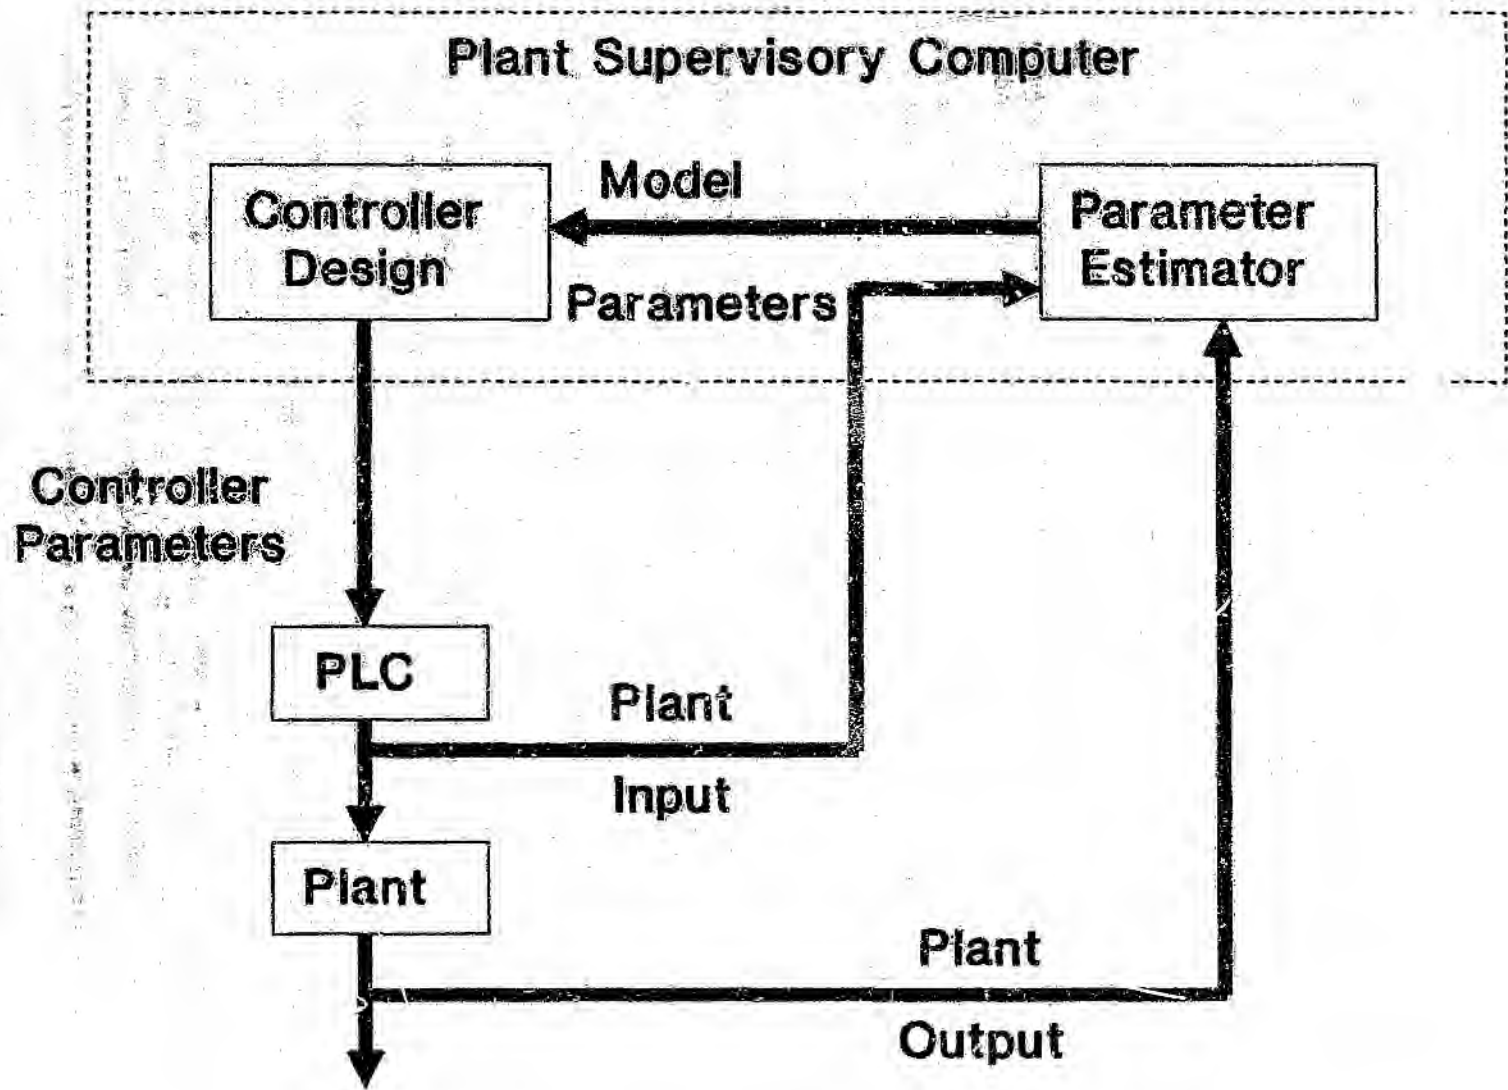 Plant Supervisory Computer
Controller
Design
Model
Parameters
Parameter
Estimator
Controller
Parameters
PLC
Plant
Input
Plant
Plant
Output